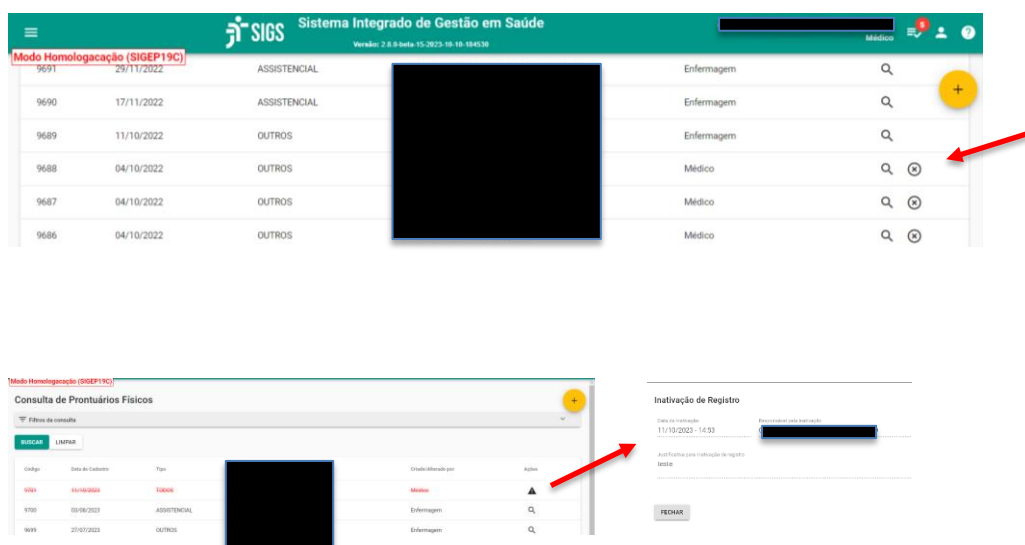 SIGS Sistema Integrado de Gestão em Saúde
Versão: 2.0.0-beta-15-2023-10-10-184530
Médico 5
Modo Homologacação (SIGEP19C)
9691 29/11/2022 ASSISTENCIAL Enfermagem
9690 17/11/2022 ASSISTENCIAL Enfermagem
9689 11/10/2022 OUTROS Enfermagem
9688 04/10/2022 OUTROS Médico
9687 04/10/2022 OUTROS Médico
9686 04/10/2022 OUTROS Médico
Modo Homologacação (SIGEP19C)
Consulta de Prontuários Físicos
Filtros da consulta
BUSCAR LIMPAR
Código Data do Cadastro Tipo Criado/Alterado por Ações
9701 11/10/2023 TODOS Médico
9700 03/08/2023 ASSISTENCIAL Enfermagem
9699 27/07/2023 OUTROS Enfermagem
Inativação de Registro
Data da Inativação Responsável pela Inativação
11/10/2023 - 14:53
Justificativa pela inativação de registro
teste
FECHAR